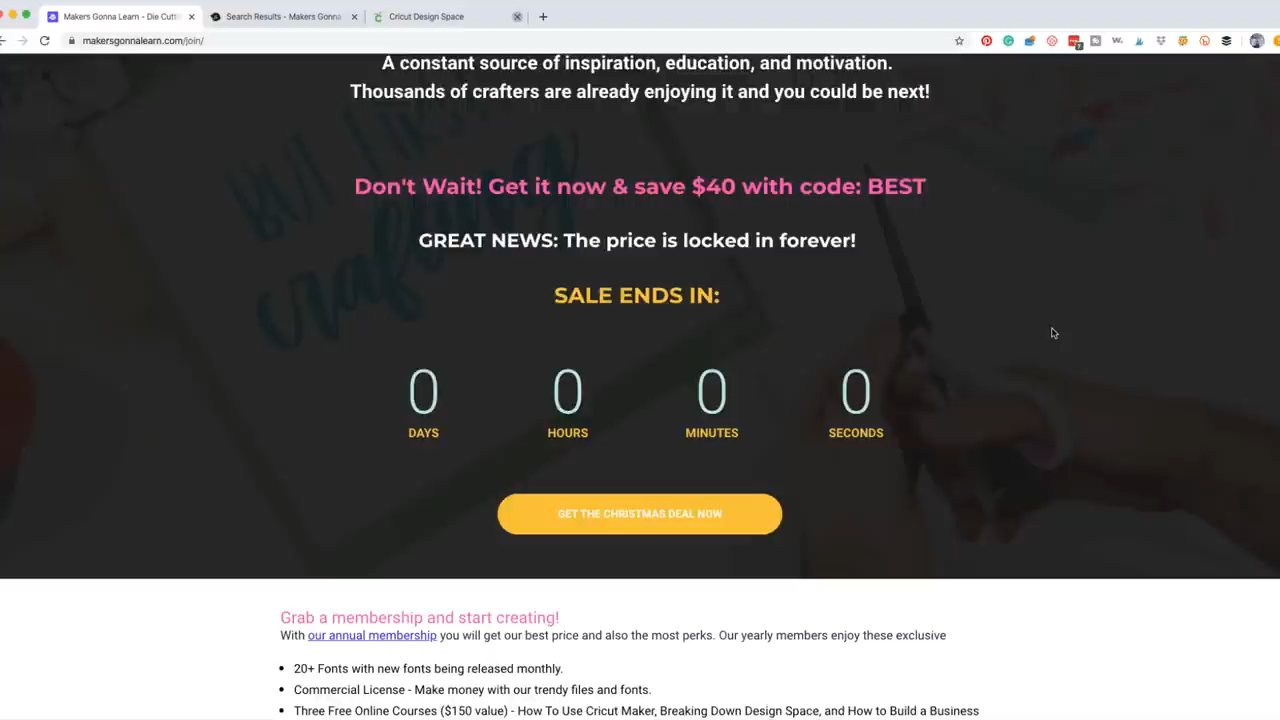 Makers Gonna Learn - Die Cutt
Search Results - Makers Gonna
Cricut Design Space
makersgonnalearn.com/join/
A constant source of inspiration, education, and motivation.
Thousands of crafters are already enjoying it and you could be next!
BUT FIRST
crafting
Don't Wait! Get it now & save $40 with code: BEST
GREAT NEWS: The price is locked in forever!
SALE ENDS IN:
0 0 0 0
DAYS HOURS MINUTES SECONDS
GET THE CHRISTMAS DEAL NOW
Grab a membership and start creating!
With our annual membership you will get our best price and also the most perks. Our yearly members enjoy these exclusive
• 20+ Fonts with new fonts being released monthly.
• Commercial License - Make money with our trendy files and fonts.
• Three Free Online Courses ($150 value) - How To Use Cricut Maker, Breaking Down Design Space, and How to Build a Business